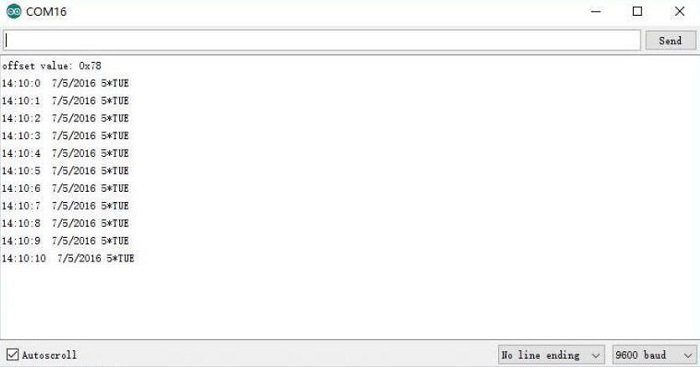 COM16
Send
offset value: 0x78
14:10:0  7/5/2016 5*TUE
14:10:1  7/5/2016 5*TUE
14:10:2  7/5/2016 5*TUE
14:10:3  7/5/2016 5*TUE
14:10:4  7/5/2016 5*TUE
14:10:5  7/5/2016 5*TUE
14:10:6  7/5/2016 5*TUE
14:10:7  7/5/2016 5*TUE
14:10:8  7/5/2016 5*TUE
14:10:9  7/5/2016 5*TUE
14:10:10  7/5/2016 5*TUE
Autoscroll
No line ending
9600 baud